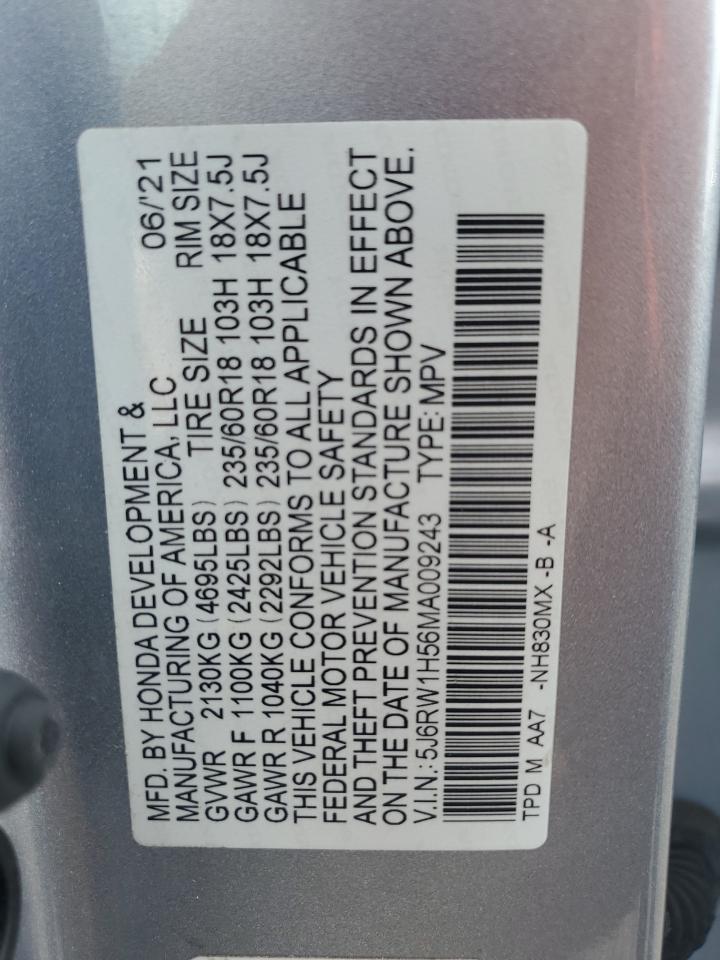 MFD. BY HONDA DEVELOPMENT & 06/'21
MANUFACTURING OF AMERICA, LLC
GVWR 2130KG (4695LBS) TIRE SIZE RIM SIZE
GAWR F 1100KG (2425LBS) 235/60R18 103H 18X7.5J
GAWR R 1040KG (2292LBS) 235/60R18 103H 18X7.5J
THIS VEHICLE CONFORMS TO ALL APPLICABLE
FEDERAL MOTOR VEHICLE SAFETY
AND THEFT PREVENTION STANDARDS IN EFFECT
ON THE DATE OF MANUFACTURE SHOWN ABOVE.
V.I.N.: 5J6RW1H56MA009243 TYPE: MPV
TPD M AA7 -NH830MX -B -A